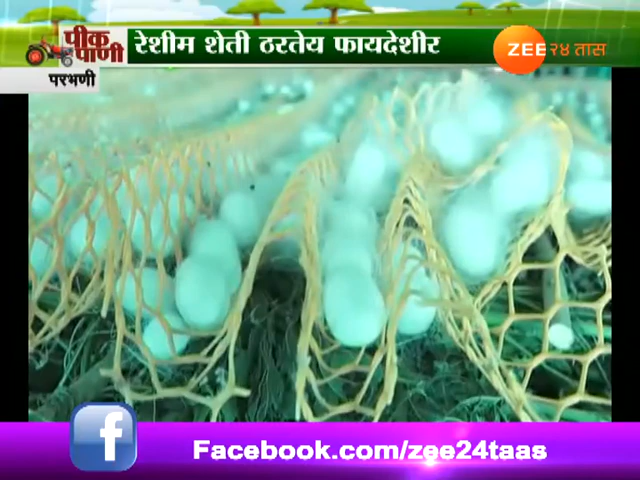 पीक पाणी
रेशीम शेती ठरतेय फायदेशीर
ZEE २४ तास
परभणी
f
Facebook.com/zee24taas